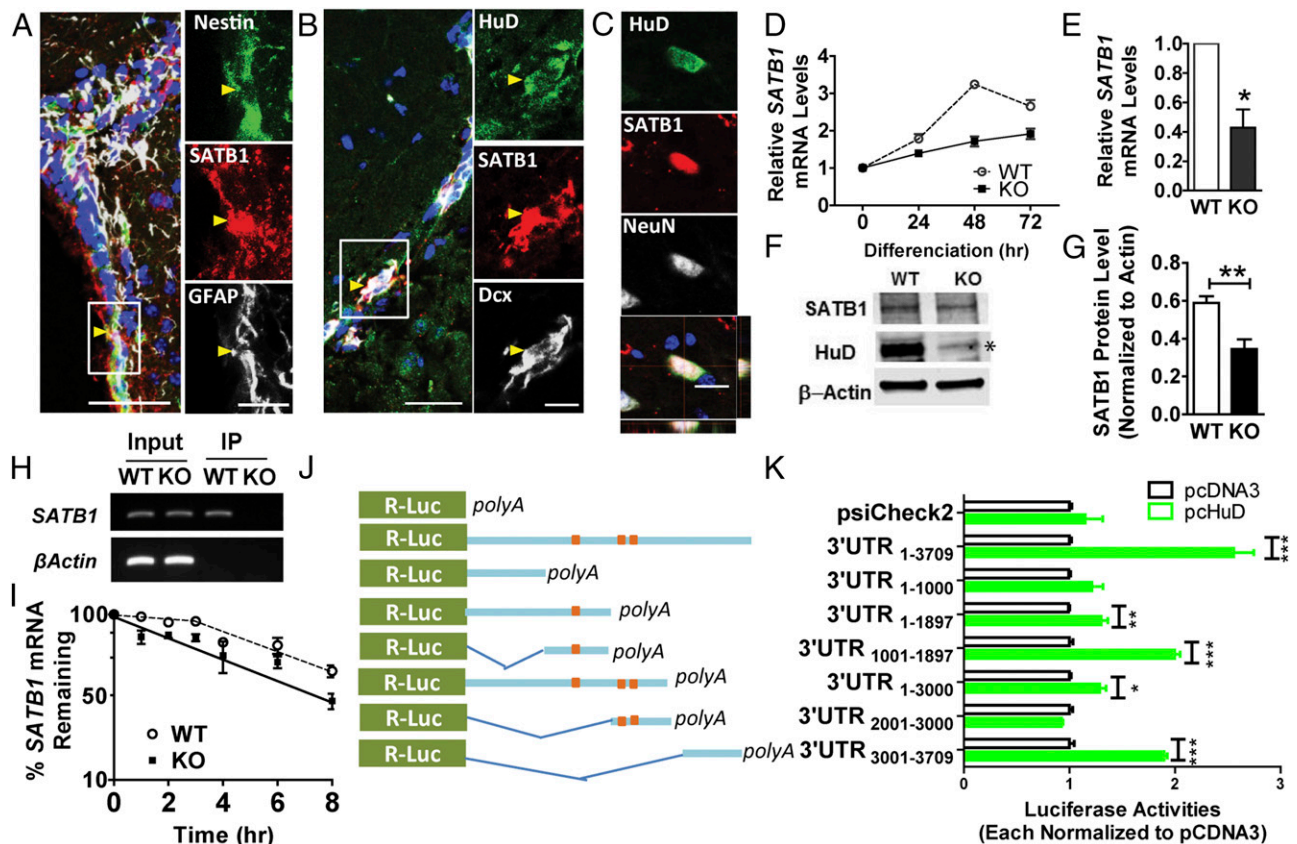 A
Nestin
SATB1
GFAP
B
HuD
SATB1
Dcx
C
HuD
SATB1
NeuN
D
Relative SATB1
mRNA Levels
4
3
2
1
0
0 24 48 72
WT
KO
Differenciation (hr)
E
Relative SATB1
mRNA Levels
1.0
0.8
0.6
0.4
0.2
0.0
*
WT KO
F
WT KO
SATB1
HuD
*
β-Actin
G
SATB1 Protein Level
(Normalized to Actin)
0.8
0.6
0.4
0.2
0.0
**
WT KO
H
Input IP
WT KO WT KO
SATB1
βActin
I
% SATB1 mRNA
Remaining
100
50
10
WT
KO
0 2 4 6 8
Time (hr)
J
R-Luc polyA
R-Luc
R-Luc polyA
R-Luc polyA
R-Luc polyA
R-Luc polyA
R-Luc polyA
R-Luc polyA
K
pcDNA3
pcHuD
psiCheck2
3'UTR 1-3709 ***
3'UTR 1-1000
3'UTR 1-1897 **
3'UTR 1001-1897 ***
3'UTR 1-3000 *
3'UTR 2001-3000
3'UTR 3001-3709 ***
0 1 2 3
Luciferase Activities
(Each Normalized to pCDNA3)